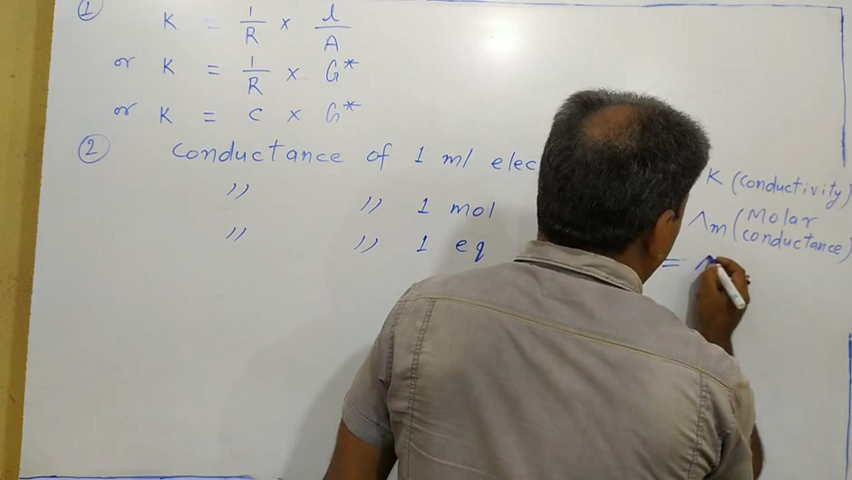 ① K = 1/R × l/A
or K = 1/R × G*
or K = C × G*
② Conductance of 1 ml elec K (conductivity)
〃 〃 1 mol Λm (Molar conductance)
〃 〃 1 eq = Λ